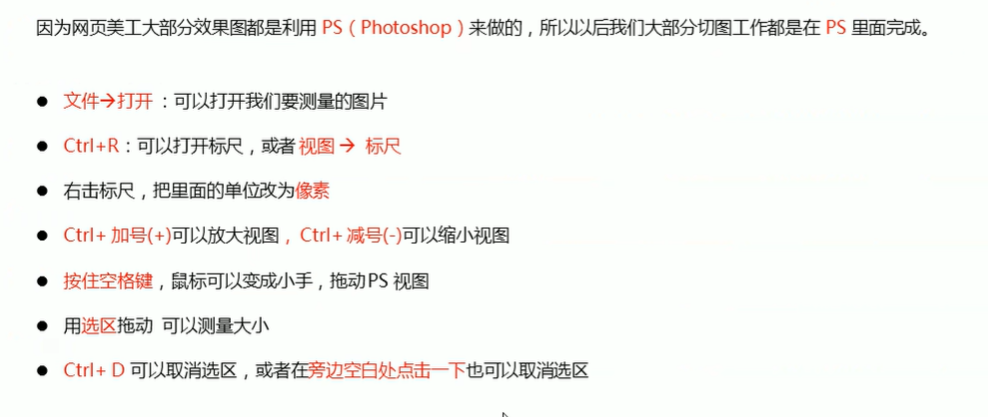 因为网页美工大部分效果图都是利用 PS（Photoshop）来做的，所以以后我们大部分切图工作都是在 PS 里面完成。
● 文件→打开 ：可以打开我们要测量的图片
● Ctrl+R：可以打开标尺，或者 视图→ 标尺
● 右击标尺，把里面的单位改为像素
● Ctrl+ 加号(+)可以放大视图， Ctrl+ 减号(-)可以缩小视图
● 按住空格键，鼠标可以变成小手，拖动 PS 视图
● 用选区拖动 可以测量大小
● Ctrl+ D 可以取消选区，或者在旁边空白处点击一下也可以取消选区